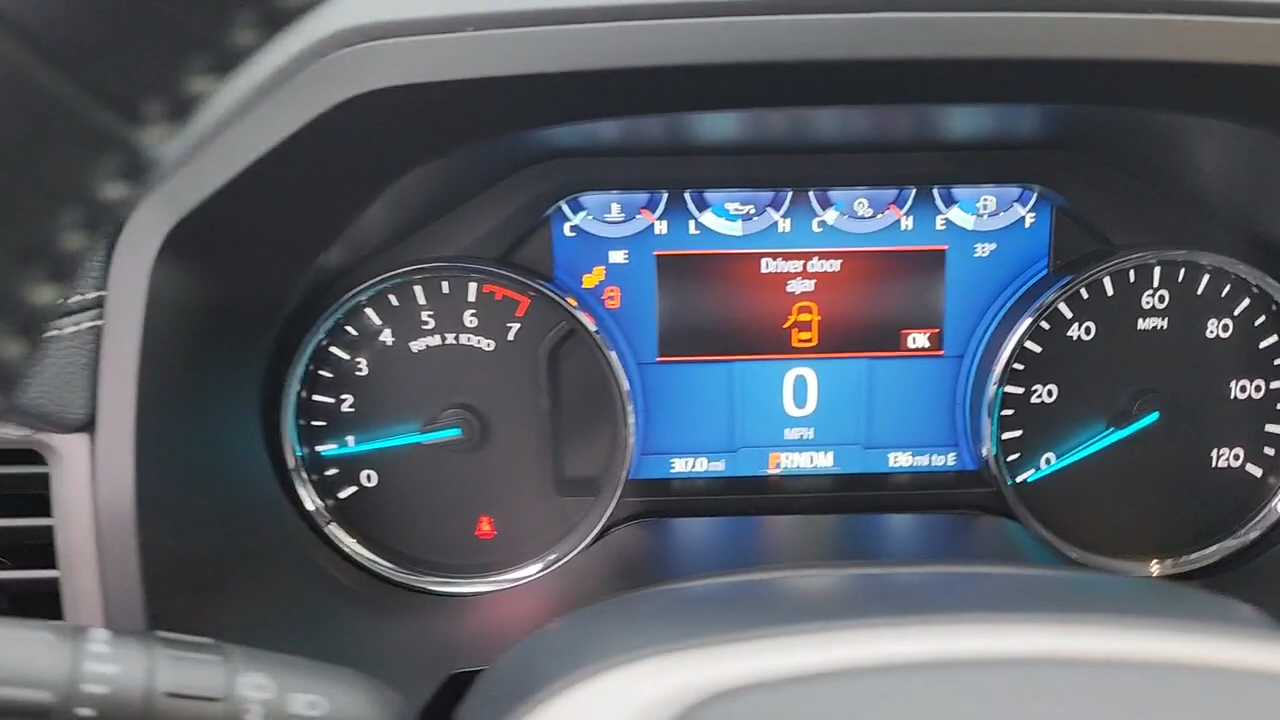 C H L H C H E F
NE
33°
Driver door
ajar
OK
0
MPH
317.0 mi
PRNDM
136 mi to E
0 1 2 3 4 5 6 7
RPM X 1000
0 20 40 60 80 100 120
MPH